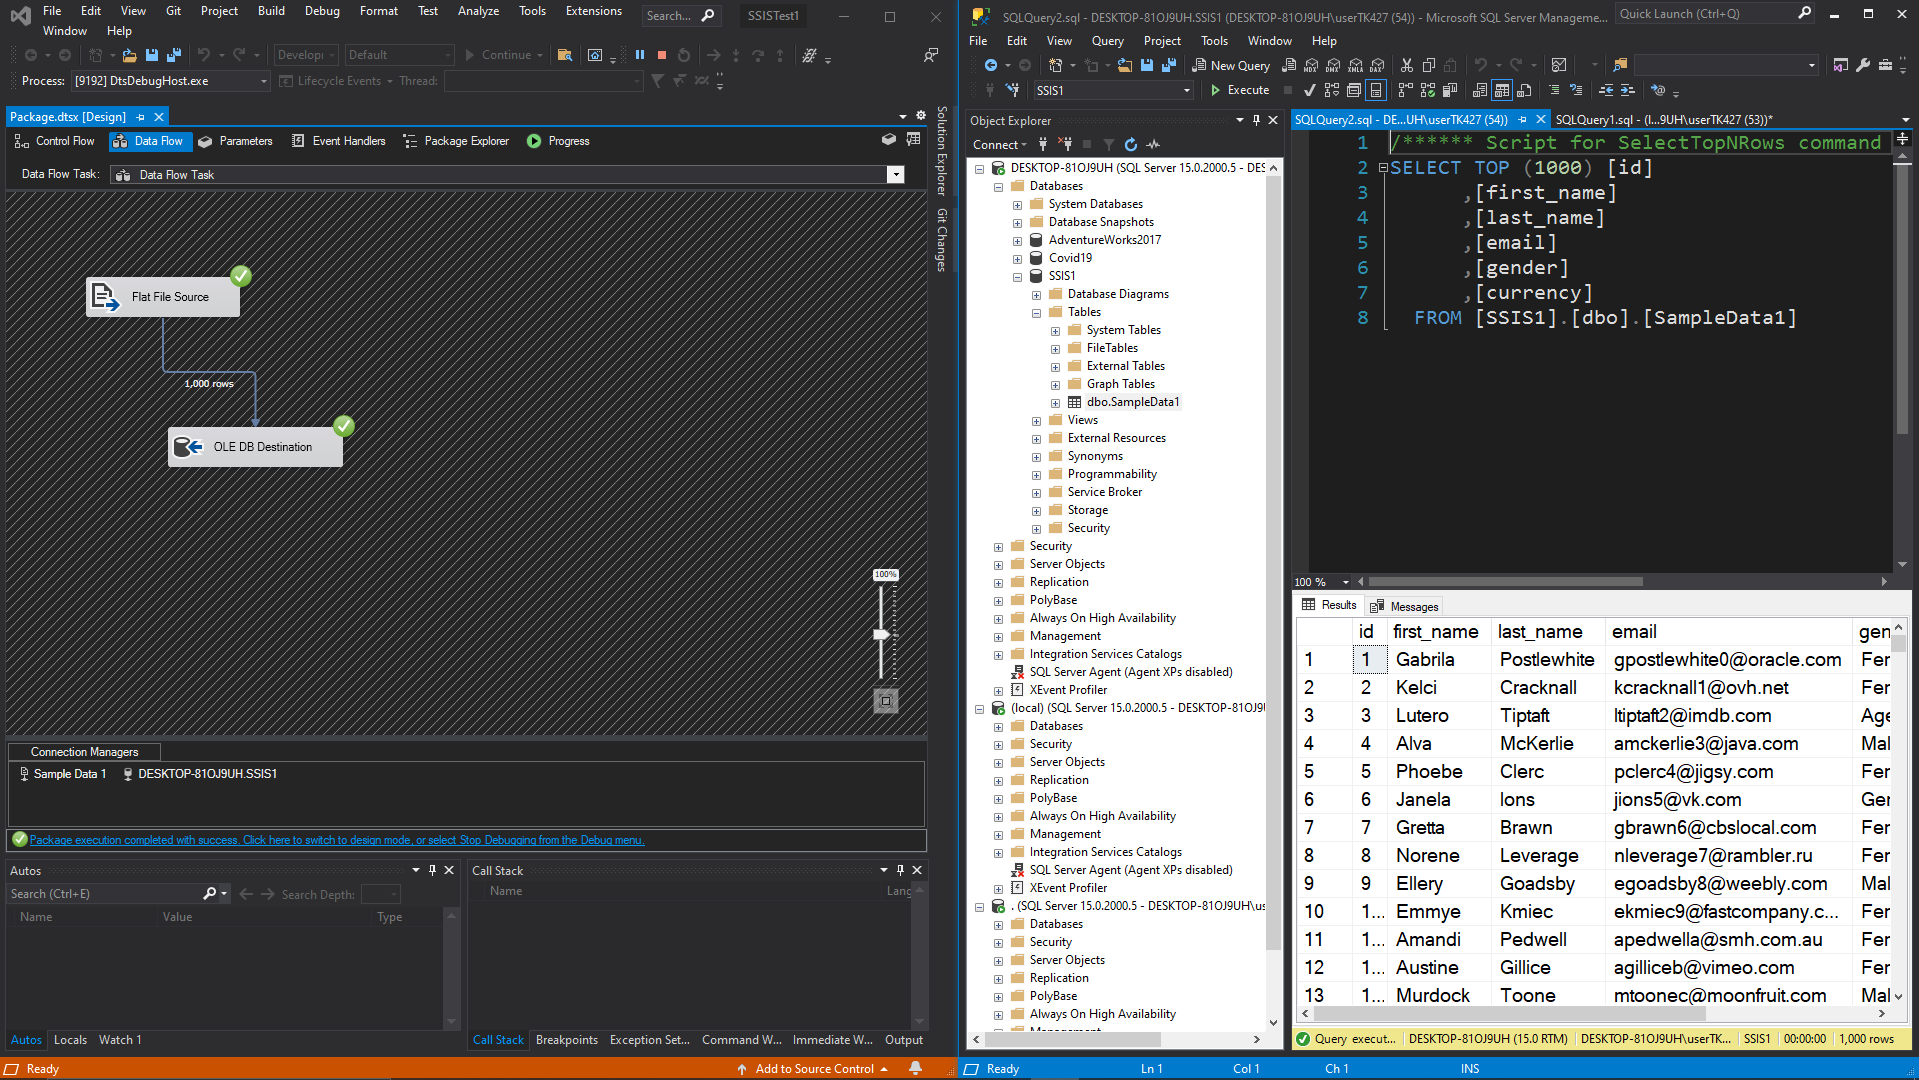 File Edit View Git Project Build Debug Format Test Analyze Tools Extensions Search... SSISTest1
Window Help
Develop Default Continue
Process: [9192] DtsDebugHost.exe Lifecycle Events Thread:
Package.dtsx [Design]
Control Flow Data Flow Parameters Event Handlers Package Explorer Progress
Data Flow Task: Data Flow Task
Flat File Source
1,000 rows
OLE DB Destination
100%
Connection Managers
Sample Data 1 DESKTOP-81OJ9UH.SSIS1
Package execution completed with success. Click here to switch to design mode, or select Stop Debugging from the Debug menu.
Autos
Search (Ctrl+E) Search Depth:
Name Value Type
Autos Locals Watch 1
Call Stack
Name Lang
Call Stack Breakpoints Exception Set... Command W... Immediate W... Output
Ready Add to Source Control
Solution Explorer
Git Changes
SQLQuery2.sql - DESKTOP-81OJ9UH.SSIS1 (DESKTOP-81OJ9UH\userTK427 (54)) - Microsoft SQL Server Manageme...
Quick Launch (Ctrl+Q)
File Edit View Query Project Tools Window Help
New Query MDX DMX XMLA DAX
SSIS1 Execute
Object Explorer
Connect
DESKTOP-81OJ9UH (SQL Server 15.0.2000.5 - DES
Databases
System Databases
Database Snapshots
AdventureWorks2017
Covid19
SSIS1
Database Diagrams
Tables
System Tables
FileTables
External Tables
Graph Tables
dbo.SampleData1
Views
External Resources
Synonyms
Programmability
Service Broker
Storage
Security
Security
Server Objects
Replication
PolyBase
Always On High Availability
Management
Integration Services Catalogs
SQL Server Agent (Agent XPs disabled)
XEvent Profiler
(local) (SQL Server 15.0.2000.5 - DESKTOP-81OJ9U
Databases
Security
Server Objects
Replication
PolyBase
Always On High Availability
Management
Integration Services Catalogs
SQL Server Agent (Agent XPs disabled)
XEvent Profiler
. (SQL Server 15.0.2000.5 - DESKTOP-81OJ9UH\us
Databases
Security
Server Objects
Replication
PolyBase
Always On High Availability
Management
SQLQuery2.sql - DE...UH\userTK427 (54)) SQLQuery1.sql - (l...9UH\userTK427 (53))*
1 /****** Script for SelectTopNRows command
2 SELECT TOP (1000) [id]
3 ,[first_name]
4 ,[last_name]
5 ,[email]
6 ,[gender]
7 ,[currency]
8 FROM [SSIS1].[dbo].[SampleData1]
100 %
Results Messages
id first_name last_name email gen
1 1 Gabrila Postlewhite gpostlewhite0@oracle.com Fer
2 2 Kelci Cracknall kcracknall1@ovh.net Fer
3 3 Lutero Tiptaft ltiptaft2@imdb.com Age
4 4 Alva McKerlie amckerlie3@java.com Mal
5 5 Phoebe Clerc pclerc4@jigsy.com Fer
6 6 Janela Ions jions5@vk.com Ger
7 7 Gretta Brawn gbrawn6@cbslocal.com Fer
8 8 Norene Leverage nleverage7@rambler.ru Fer
9 9 Ellery Goadsby egoadsby8@weebly.com Mal
10 1... Emmye Kmiec ekmiec9@fastcompany.c... Fer
11 1... Amandi Pedwell apedwella@smh.com.au Fer
12 1... Austine Gillice agilliceb@vimeo.com Fer
13 1... Murdock Toone mtoonec@moonfruit.com Mal
Query execut... DESKTOP-81OJ9UH (15.0 RTM) DESKTOP-81OJ9UH\userTK... SSIS1 00:00:00 1,000 rows
Ready Ln 1 Col 1 Ch 1 INS